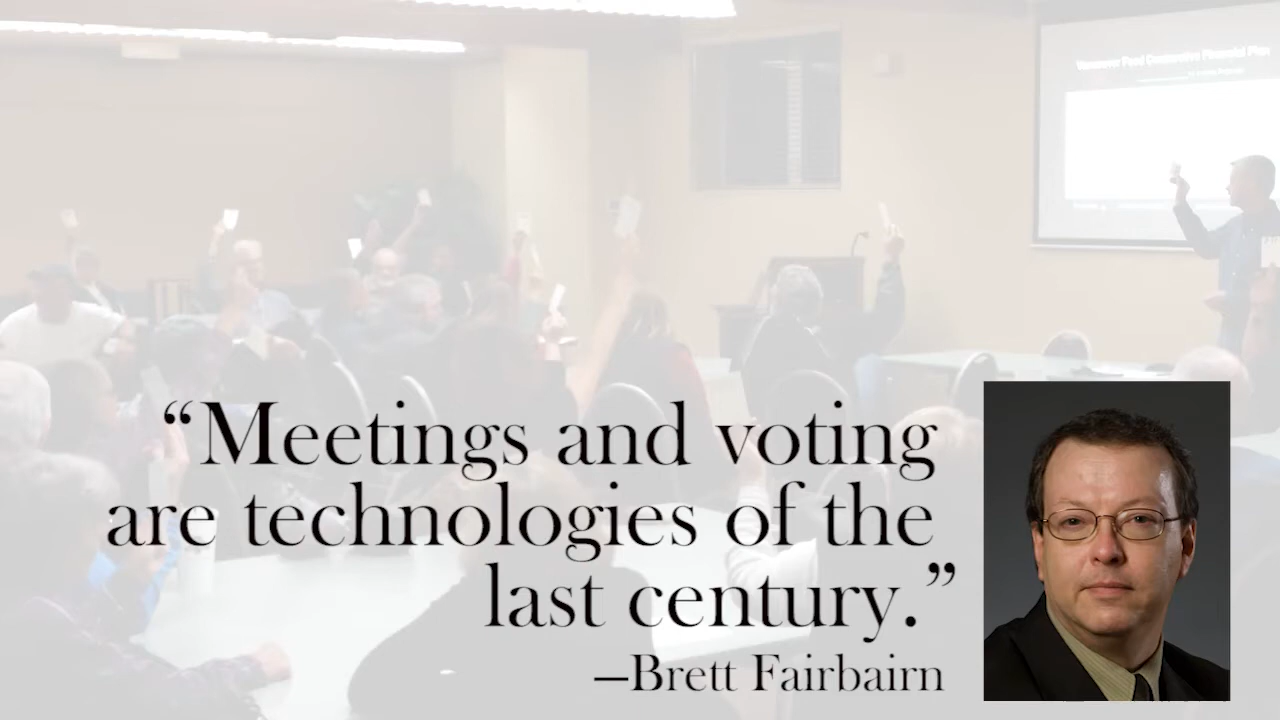 “Meetings and voting
are technologies of the
last century.”
—Brett Fairbairn